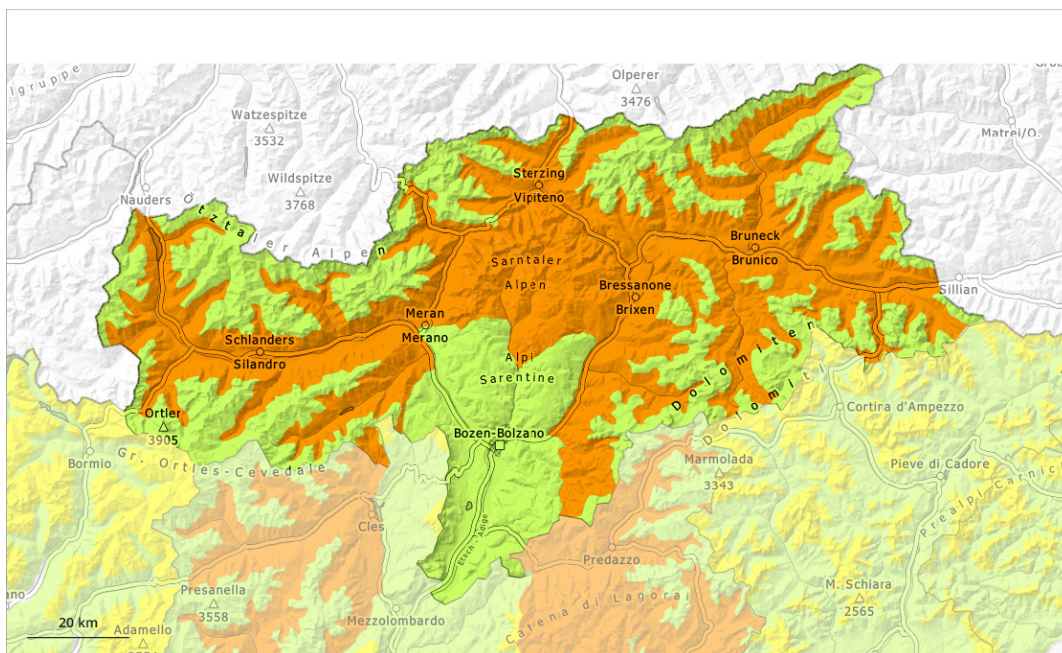 Olperer
3476
lgruppe
Watzespitze
3532
Matrei/O.
Nauders
Wildspitze
3768
Ötztaler Alpen
Sterzing
Vipiteno
Bruneck
Brunico
Sarntaler
Alpen
Bressanone
Brixen
Sillian
Meran
Merano
Schlanders
Silandro
Alpi
Sarentine
Dolomiten
Dolomiti
Ortler
3905
Cortina d'Ampezzo
Bozen-Bolzano
Bormio
Gr. Ortles-Cevedale
Marmolada
3343
Pieve di Cadore
Prealpi Carnic
Cles
Etsch - Adige
Predazzo
Presanella
3558
M. Schiara
2565
ano
20 km
Adamello
Mezzolombardo
Catena di Lagorai